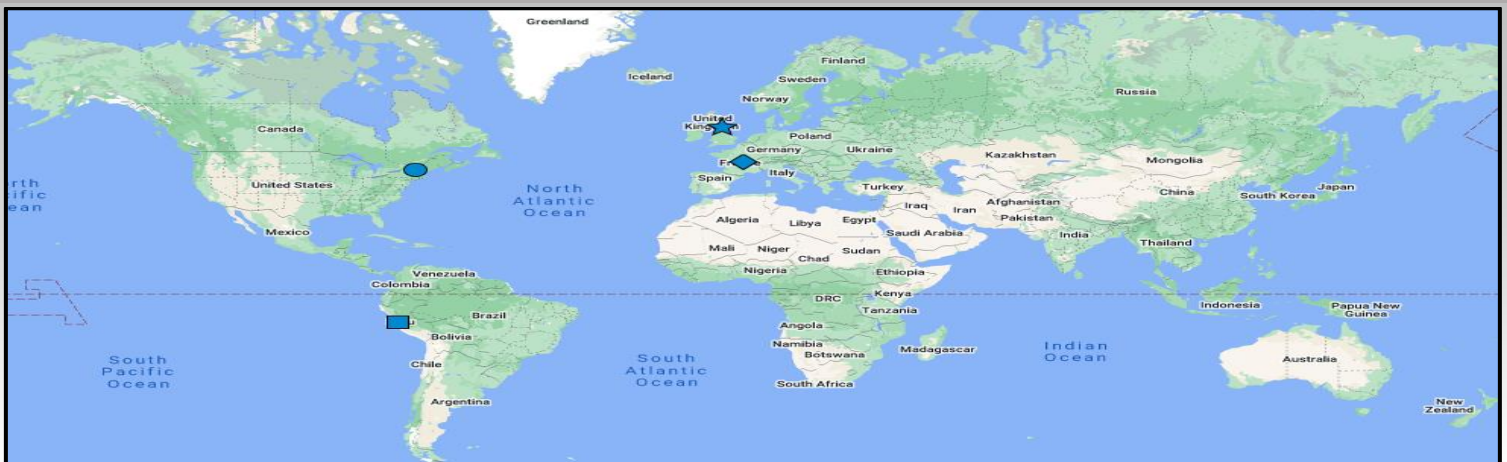 Greenland
Iceland
Finland
Sweden
Norway
Russia
United
Canada
Poland
Germany
Ukraine
Kazakhstan
Mongolia
Italy
Spain
United States
Turkey
China
South Korea
Japan
Afghanistan
Iraq
Iran
Pakistan
North
Atlantic
Ocean
Algeria
Libya
Egypt
Saudi Arabia
Mexico
India
Thailand
Mali
Niger
Chad
Sudan
Nigeria
Ethiopia
Venezuela
Colombia
Kenya
DRC
Tanzania
Indonesia
Papua New
Guinea
Brazil
Bolivia
Angola
Namibia
Botswana
Madagascar
Indian
Ocean
South
Pacific
Ocean
Chile
South
Atlantic
Ocean
Australia
South Africa
Argentina
New
Zealand